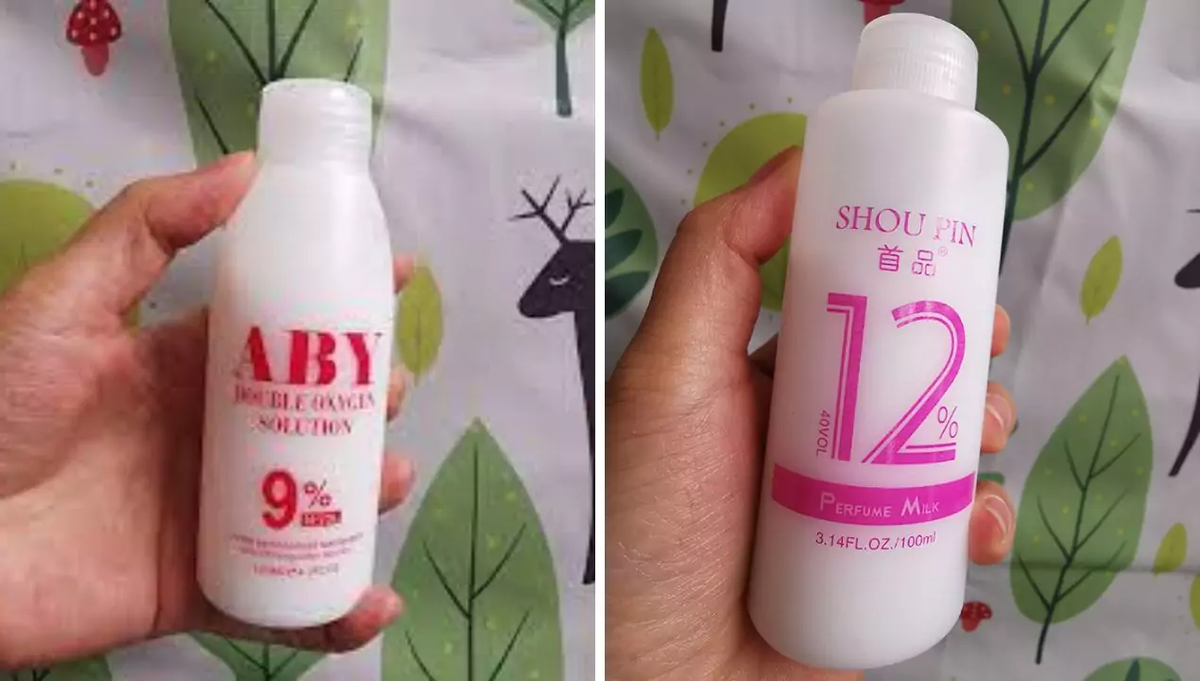 ABY
DOUBLE OXYGEN
SOLUTION
9%
SHOU PIN
首品®
12%
40VOL
PERFUME MILK
3.14FL.OZ./100ml